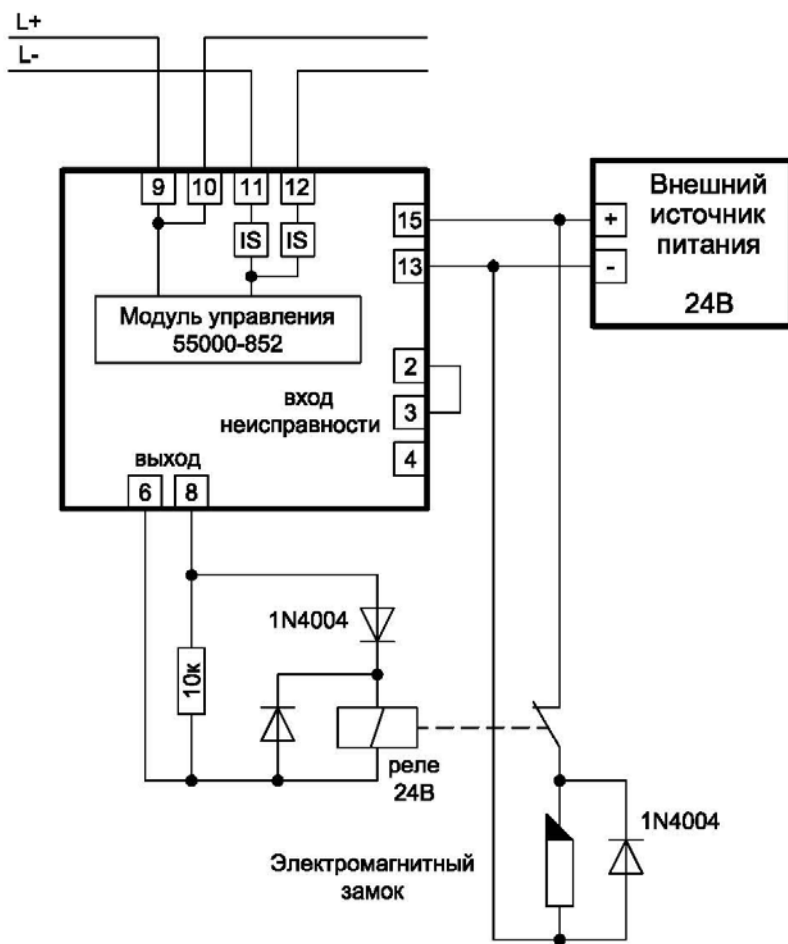 L+
L-
9 10 11 12
IS IS
15
13
Внешний
источник
питания
24В
+
-
Модуль управления
55000-852
2
3
4
вход
неисправности
выход
6 8
1N4004
10к
реле
24В
1N4004
Электромагнитный
замок